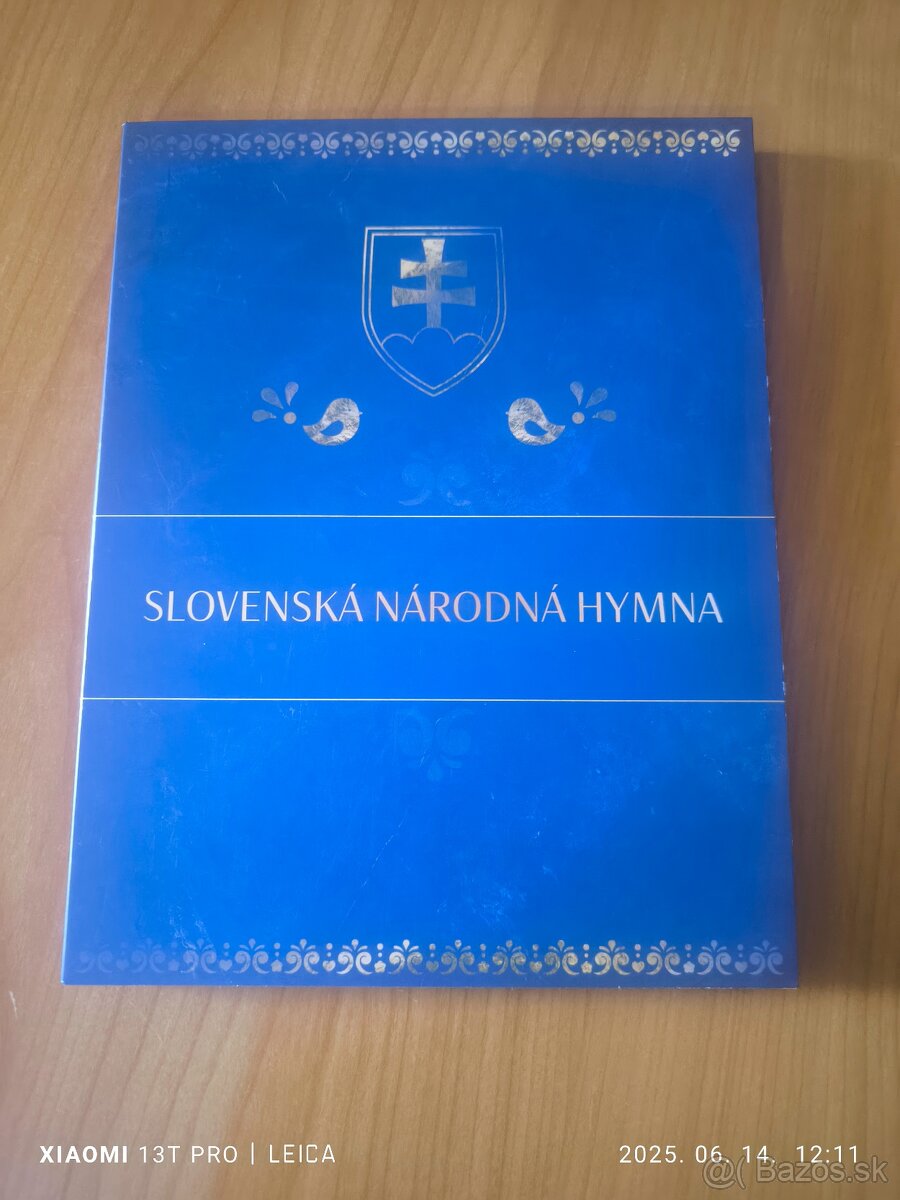 SLOVENSKÁ NÁRODNÁ HYMNA
XIAOMI 13T PRO | LEICA
2025. 06. 14. 12:11
@( Bazos.sk